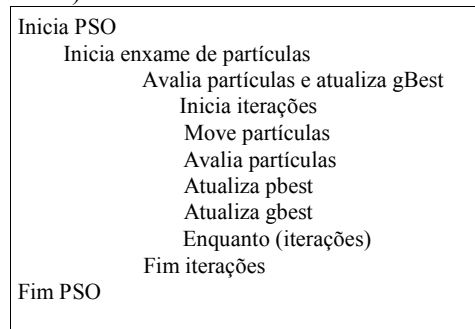 Inicia PSO
Inicia enxame de partículas
Avalia partículas e atualiza gBest
Inicia iterações
Move partículas
Avalia partículas
Atualiza pbest
Atualiza gbest
Enquanto (iterações)
Fim iterações
Fim PSO